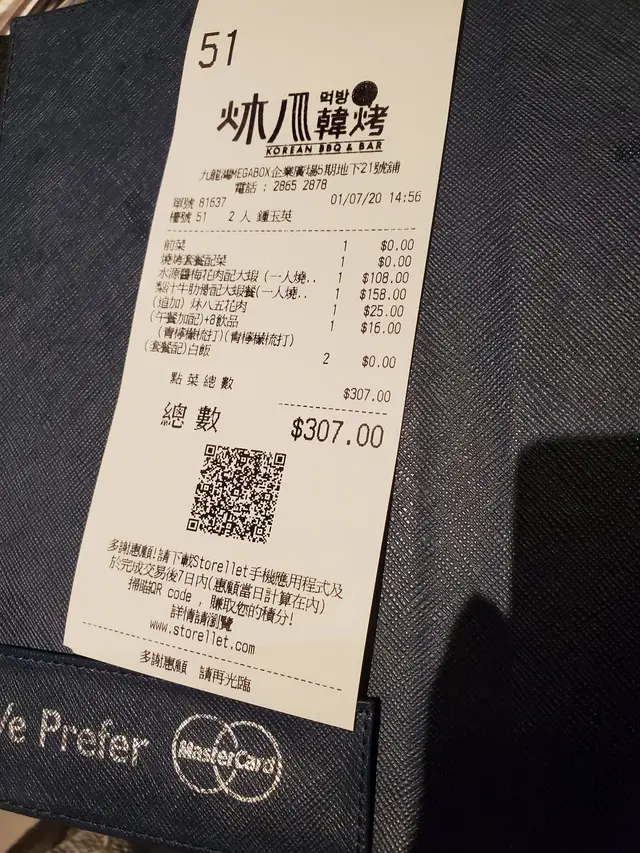 51
먹방
炑八韓烤
KOREAN BBQ & BAR
九龍灣MEGABOX企業廣場5期地下21號舖
電話 : 2865 2878
單號 81637 01/07/20 14:56
檯號 51 2 人 鍾玉英
前菜 1 $0.00
燒烤套餐配菜 1 $0.00
水源醬梅花肉配大蝦 (一人燒.. 1 $108.00
梨汁牛肋骨配大蝦餐(一人燒.. 1 $158.00
(追加) 炑八五花肉 1 $25.00
(午餐加配)+8飲品 1 $16.00
(青檸檬梳打)(青檸檬梳打)
(套餐配)白飯 2 $0.00
點菜總數 $307.00
總數 $307.00
多謝惠顧!請下載Storellet手機應用程式及
於完成交易後7日內(惠顧當日計算在內)
掃瞄QR code , 賺取您的積分!
詳情請瀏覽
www.storellet.com
多謝惠顧 請再光臨
We Prefer MasterCard